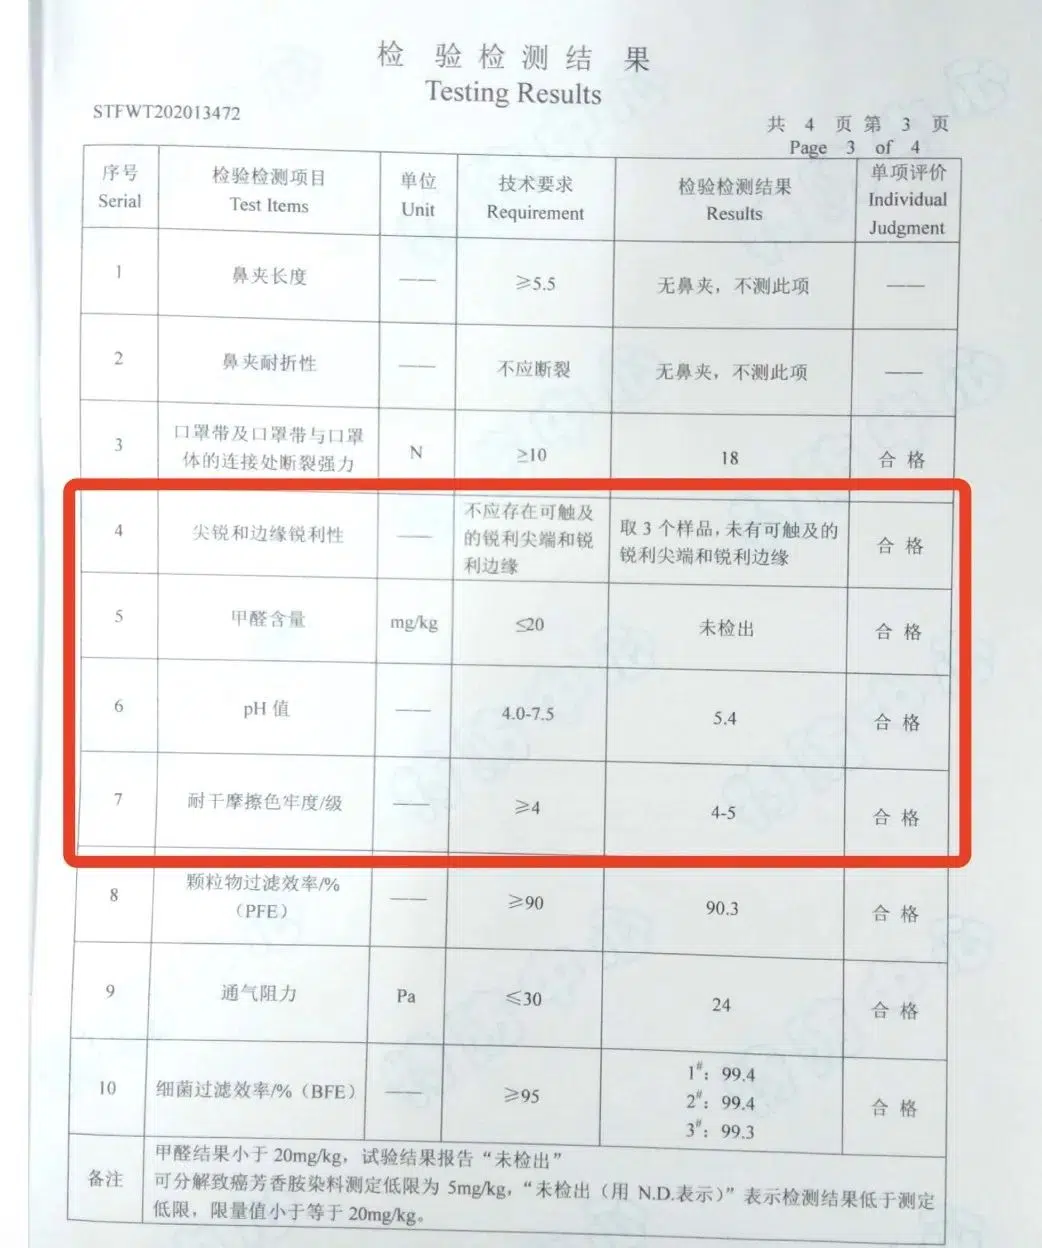 检 验 检 测 结 果
Testing Results
STFWT202013472
共 4 页 第 3 页
Page 3 of 4
序号
Serial
检验检测项目
Test Items
单位
Unit
技术要求
Requirement
检验检测结果
Results
单项评价
Individual
Judgment
1
鼻夹长度
——
≥5.5
无鼻夹，不测此项
——
2
鼻夹耐折性
——
不应断裂
无鼻夹，不测此项
——
3
口罩带及口罩带与口罩
体的连接处断裂强力
N
≥10
18
合 格
4
尖锐和边缘锐利性
——
不应存在可触及
的锐利尖端和锐
利边缘
取 3 个样品，未有可触及的
锐利尖端和锐利边缘
合 格
5
甲醛含量
mg/kg
≤20
未检出
合 格
6
pH 值
——
4.0-7.5
5.4
合 格
7
耐干摩擦色牢度/级
——
≥4
4-5
合 格
8
颗粒物过滤效率/%
（PFE）
——
≥90
90.3
合 格
9
通气阻力
Pa
≤30
24
合 格
10
细菌过滤效率/%（BFE）
——
≥95
1#：99.4
2#：99.4
3#：99.3
合 格
备注
甲醛结果小于 20mg/kg，试验结果报告“未检出”
可分解致癌芳香胺染料测定低限为 5mg/kg，“未检出（用 N.D.表示）”表示检测结果低于测定
低限，限量值小于等于 20mg/kg。